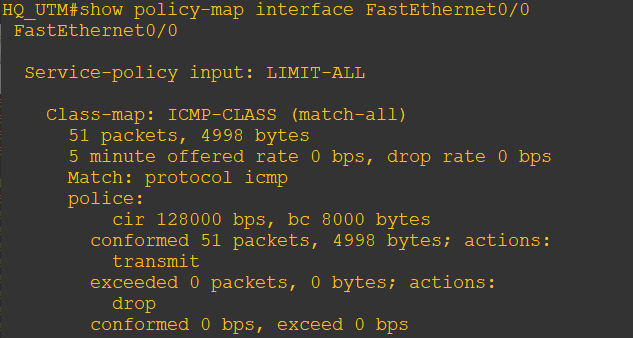 HQ_UTM#show policy-map interface FastEthernet0/0
FastEthernet0/0
Service-policy input: LIMIT-ALL
Class-map: ICMP-CLASS (match-all)
51 packets, 4998 bytes
5 minute offered rate 0 bps, drop rate 0 bps
Match: protocol icmp
police:
cir 128000 bps, bc 8000 bytes
conformed 51 packets, 4998 bytes; actions:
transmit
exceeded 0 packets, 0 bytes; actions:
drop
conformed 0 bps, exceed 0 bps